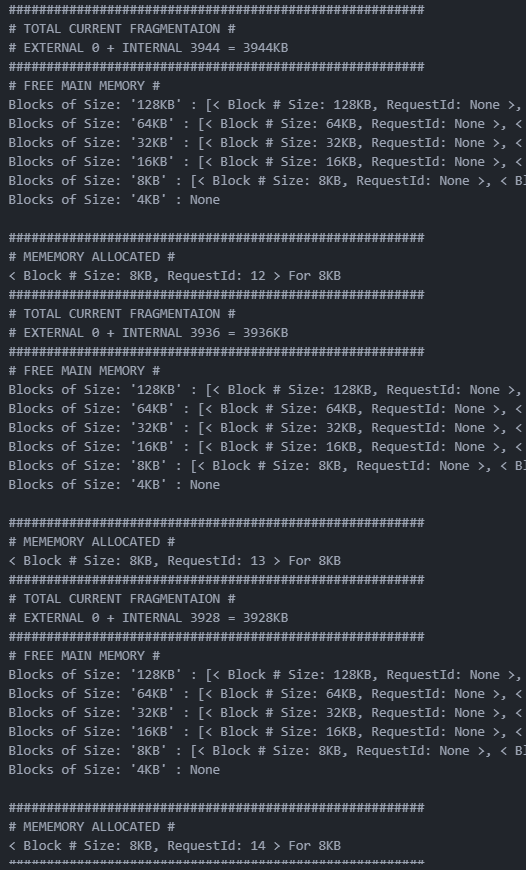 #######################################################
# TOTAL CURRENT FRAGMENTAION #
# EXTERNAL 0 + INTERNAL 3944 = 3944KB
#######################################################
# FREE MAIN MEMORY #
Blocks of Size: '128KB' : [< Block # Size: 128KB, RequestId: None >,
Blocks of Size: '64KB' : [< Block # Size: 64KB, RequestId: None >, <
Blocks of Size: '32KB' : [< Block # Size: 32KB, RequestId: None >, <
Blocks of Size: '16KB' : [< Block # Size: 16KB, RequestId: None >, <
Blocks of Size: '8KB' : [< Block # Size: 8KB, RequestId: None >, < Bl
Blocks of Size: '4KB' : None
#######################################################
# MEMEMORY ALLOCATED #
< Block # Size: 8KB, RequestId: 12 > For 8KB
#######################################################
# TOTAL CURRENT FRAGMENTAION #
# EXTERNAL 0 + INTERNAL 3936 = 3936KB
#######################################################
# FREE MAIN MEMORY #
Blocks of Size: '128KB' : [< Block # Size: 128KB, RequestId: None >,
Blocks of Size: '64KB' : [< Block # Size: 64KB, RequestId: None >, <
Blocks of Size: '32KB' : [< Block # Size: 32KB, RequestId: None >, <
Blocks of Size: '16KB' : [< Block # Size: 16KB, RequestId: None >, <
Blocks of Size: '8KB' : [< Block # Size: 8KB, RequestId: None >, < Bl
Blocks of Size: '4KB' : None
#######################################################
# MEMEMORY ALLOCATED #
< Block # Size: 8KB, RequestId: 13 > For 8KB
#######################################################
# TOTAL CURRENT FRAGMENTAION #
# EXTERNAL 0 + INTERNAL 3928 = 3928KB
#######################################################
# FREE MAIN MEMORY #
Blocks of Size: '128KB' : [< Block # Size: 128KB, RequestId: None >,
Blocks of Size: '64KB' : [< Block # Size: 64KB, RequestId: None >, <
Blocks of Size: '32KB' : [< Block # Size: 32KB, RequestId: None >, <
Blocks of Size: '16KB' : [< Block # Size: 16KB, RequestId: None >, <
Blocks of Size: '8KB' : [< Block # Size: 8KB, RequestId: None >, < Bl
Blocks of Size: '4KB' : None
#######################################################
# MEMEMORY ALLOCATED #
< Block # Size: 8KB, RequestId: 14 > For 8KB
#######################################################